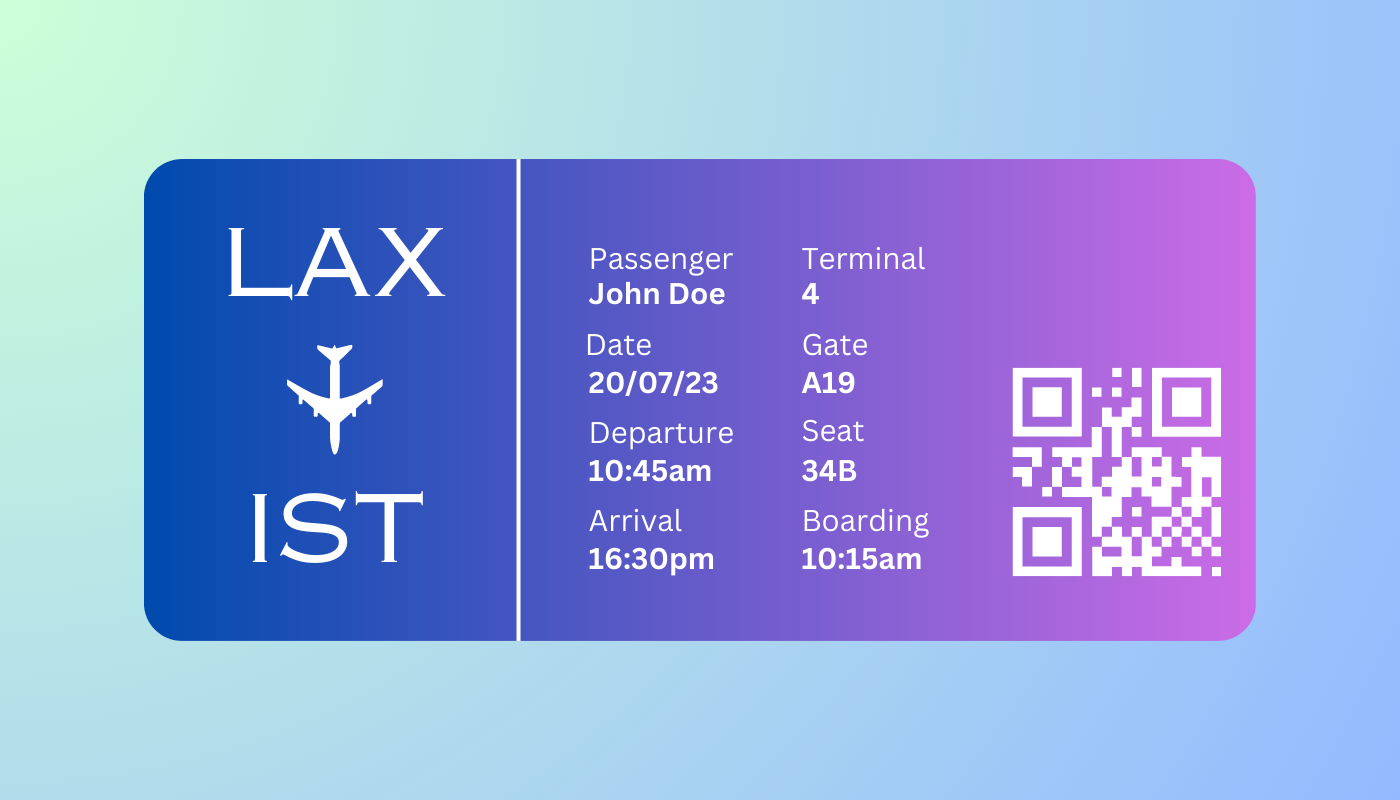 LAX
IST
Passenger
John Doe
Date
20/07/23
Departure
10:45am
Arrival
16:30pm
Terminal
4
Gate
A19
Seat
34B
Boarding
10:15am